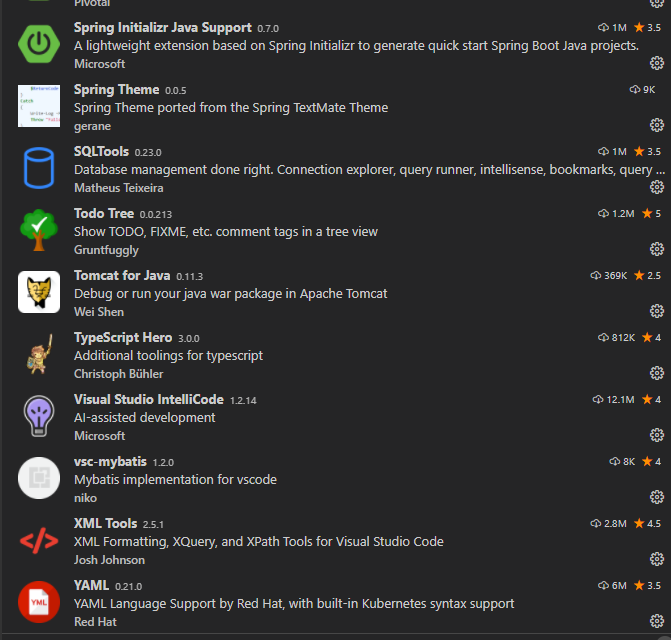 Pivotal
Spring Initializr Java Support 0.7.0 1M 3.5
A lightweight extension based on Spring Initializr to generate quick start Spring Boot Java projects.
Microsoft
Spring Theme 0.0.5 9K
Spring Theme ported from the Spring TextMate Theme
gerane
SQLTools 0.23.0 1M 3.5
Database management done right. Connection explorer, query runner, intellisense, bookmarks, query ...
Matheus Teixeira
Todo Tree 0.0.213 1.2M 5
Show TODO, FIXME, etc. comment tags in a tree view
Gruntfuggly
Tomcat for Java 0.11.3 369K 2.5
Debug or run your java war package in Apache Tomcat
Wei Shen
TypeScript Hero 3.0.0 812K 4
Additional toolings for typescript
Christoph Bühler
Visual Studio IntelliCode 1.2.14 12.1M 4
AI-assisted development
Microsoft
vsc-mybatis 1.2.0 8K 4
Mybatis implementation for vscode
niko
XML Tools 2.5.1 2.8M 4.5
XML Formatting, XQuery, and XPath Tools for Visual Studio Code
Josh Johnson
YAML 0.21.0 6M 3.5
YML
YAML Language Support by Red Hat, with built-in Kubernetes syntax support
Red Hat